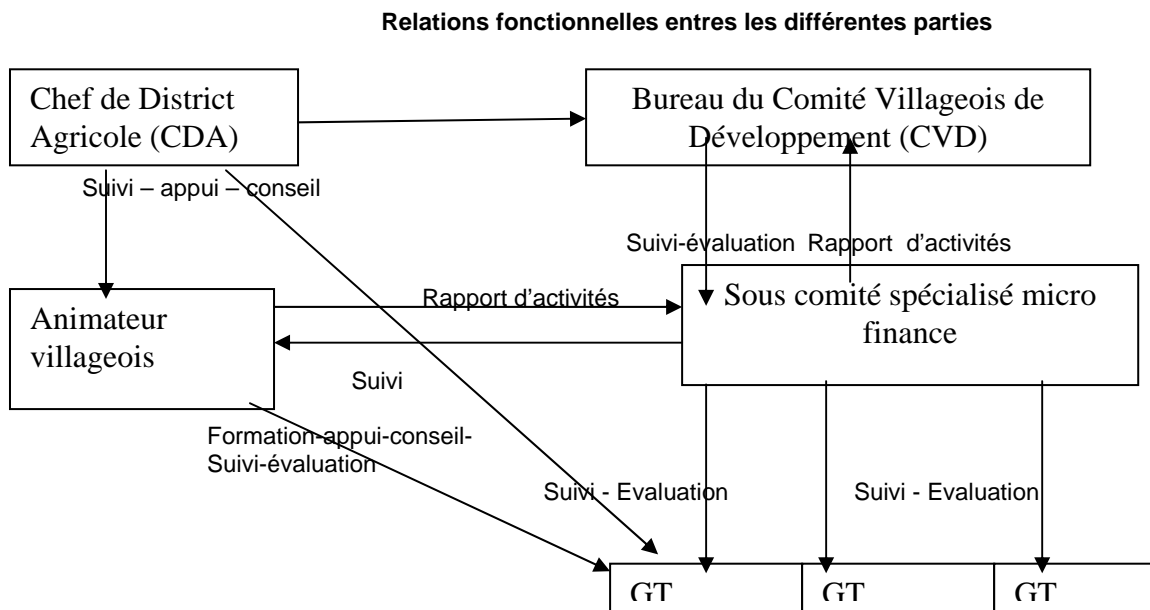 Relations fonctionnelles entres les différentes parties
Chef de District
Agricole (CDA)
Bureau du Comité Villageois de
Développement (CVD)
Suivi – appui – conseil
Suivi-évaluation Rapport d’activités
Animateur
villageois
Rapport d’activités
Sous comité spécialisé micro
finance
Suivi
Formation-appui-conseil-
Suivi-évaluation
Suivi - Evaluation
Suivi - Evaluation
GT
GT
GT